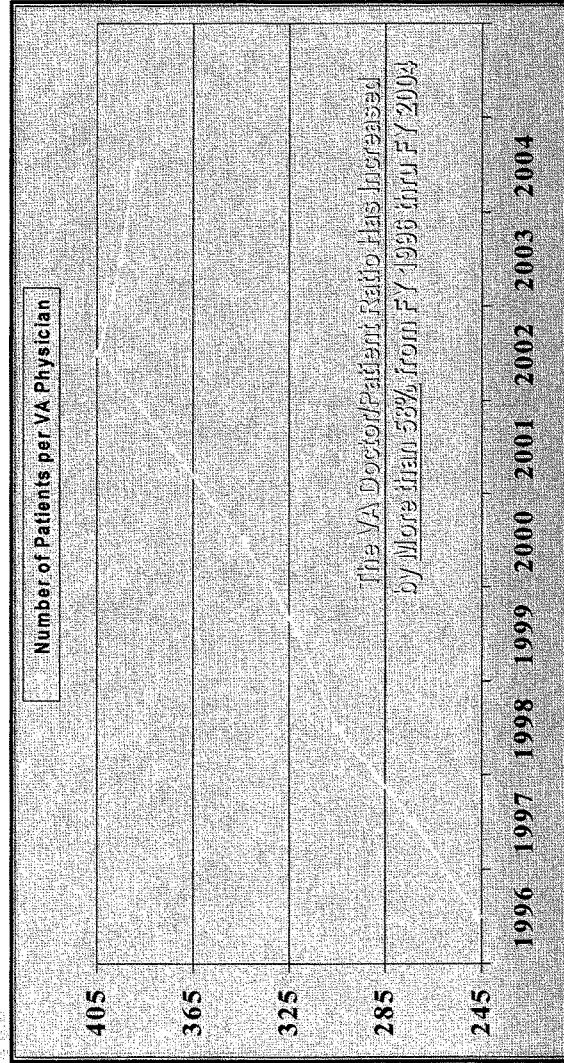 Number of Patients per VA Physician
405
365
325
285
245
The VA Doctor/Patient Ratio Has Increased
by More than 58% from FY 1996 thru FY 2004
1996 1997 1998 1999 2000 2001 2002 2003 2004